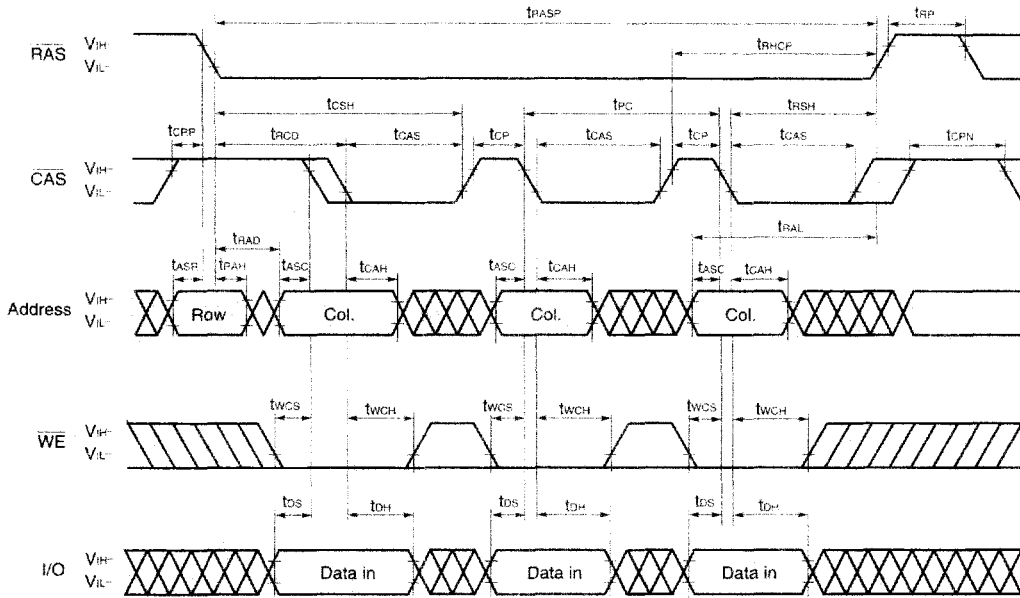 tRASP tRP
RAS VIH- VIL- tRHCP
tCSH tPC tRSH
tCRP tRCD tCAS tCP tCAS tCP tCAS tCPN
CAS VIH- VIL-
tRAD tRAL
tASR tRAH tASC tCAH tASC tCAH tASC tCAH
Address VIH- VIL- Row Col. Col. Col.
tWCS tWCH tWCS tWCH tWCS tWCH
WE VIH- VIL-
tDS tDH tDS tDH tDS tDH
I/O VIH- VIL- Data in Data in Data in